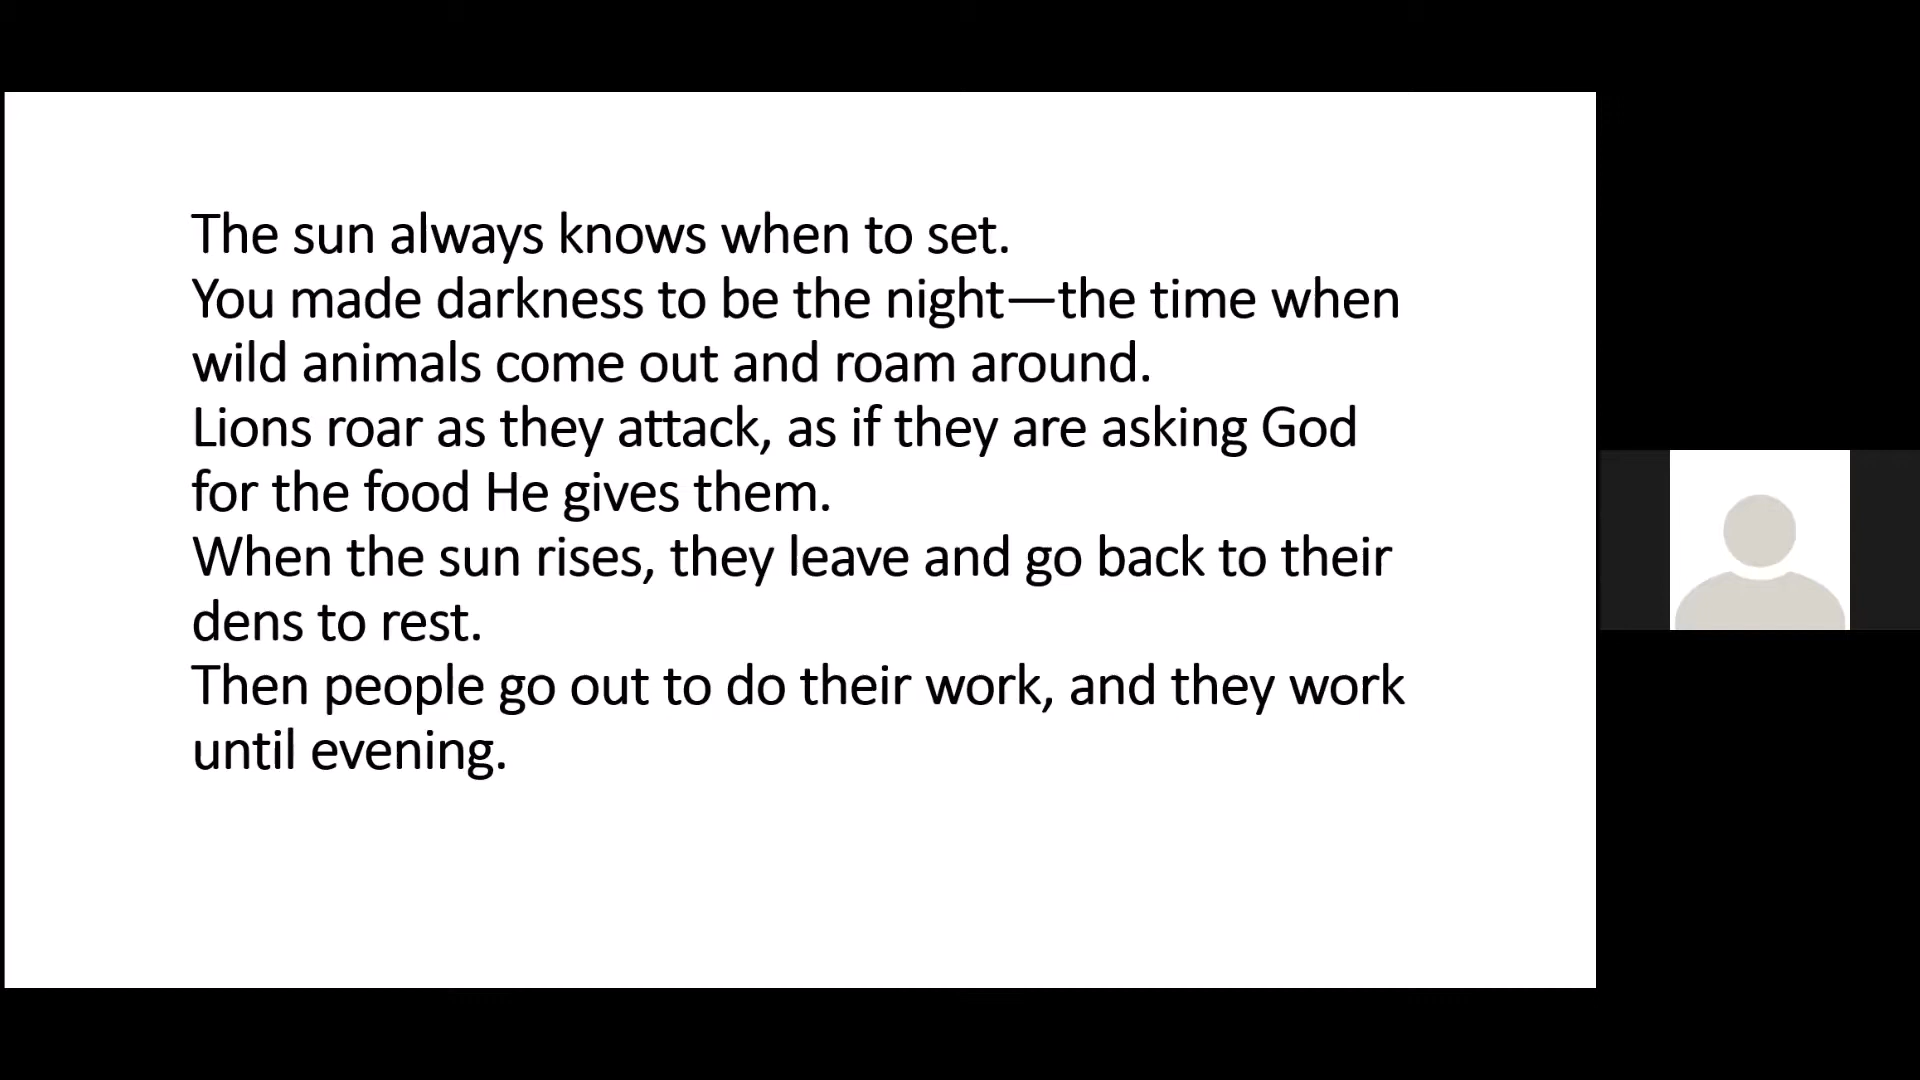 The sun always knows when to set.
You made darkness to be the night—the time when
wild animals come out and roam around.
Lions roar as they attack, as if they are asking God
for the food He gives them.
When the sun rises, they leave and go back to their
dens to rest.
Then people go out to do their work, and they work
until evening.